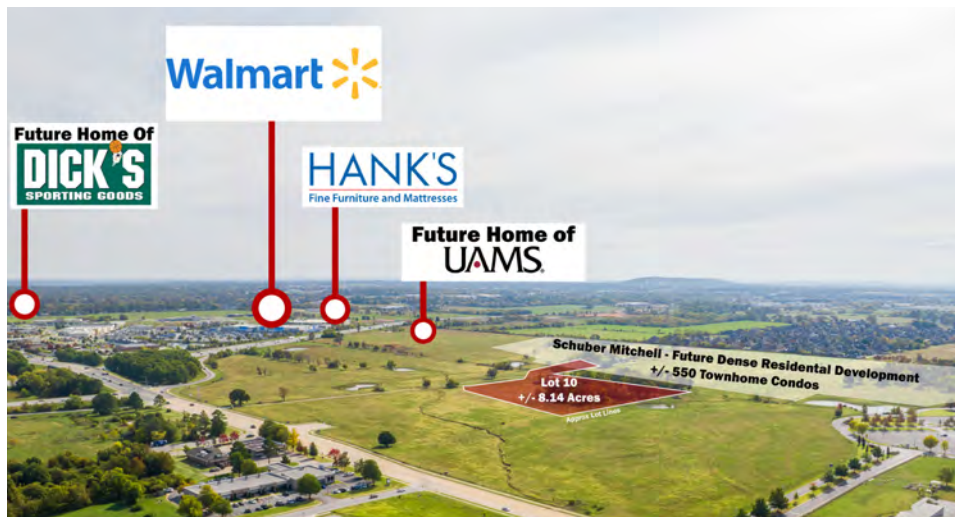 Walmart
Future Home Of
DICK'S
SPORTING GOODS
HANK'S
Fine Furniture and Mattresses
Future Home of
UAMS.
Schuber Mitchell - Future Dense Residental Development
+/- 550 Townhome Condos
Lot 10
+/- 8.14 Acres
Approx Lot Lines